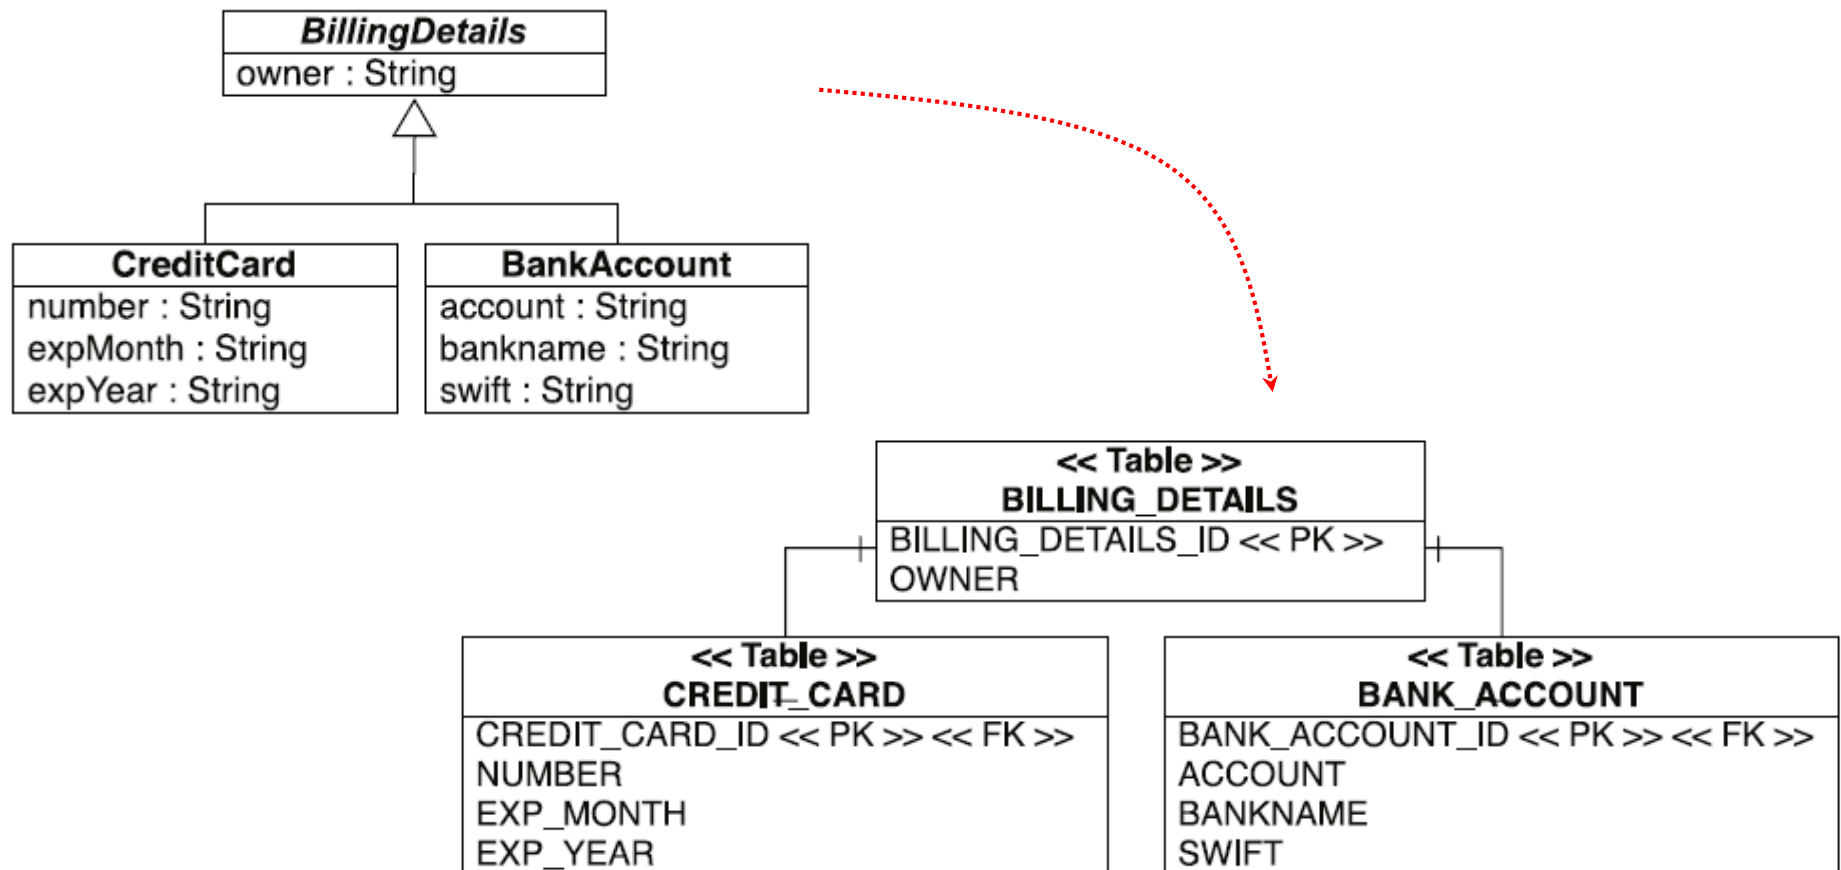 BillingDetails
owner : String
CreditCard
number : String
expMonth : String
expYear : String
BankAccount
account : String
bankname : String
swift : String
<< Table >>
BILLING_DETAILS
BILLING_DETAILS_ID << PK >>
OWNER
<< Table >>
CREDIT_CARD
CREDIT_CARD_ID << PK >> << FK >>
NUMBER
EXP_MONTH
EXP_YEAR
<< Table >>
BANK_ACCOUNT
BANK_ACCOUNT_ID << PK >> << FK >>
ACCOUNT
BANKNAME
SWIFT